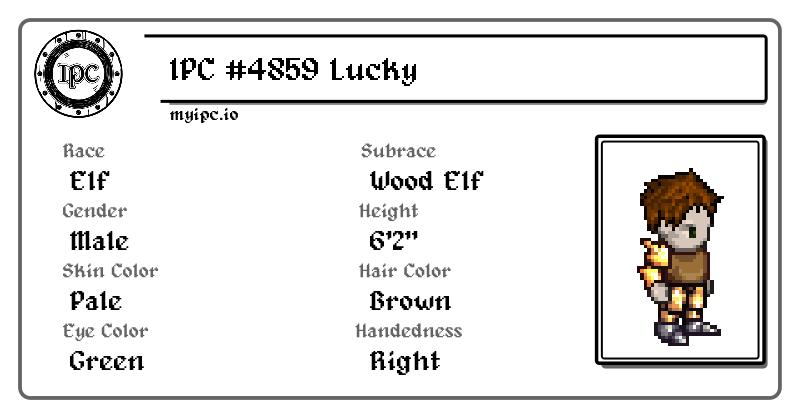 IPC
IPC #4859 Lucky
myipc.io
Race
Elf
Subrace
Wood Elf
Gender
Male
Height
6'2"
Skin Color
Pale
Hair Color
Brown
Eye Color
Green
Handedness
Right